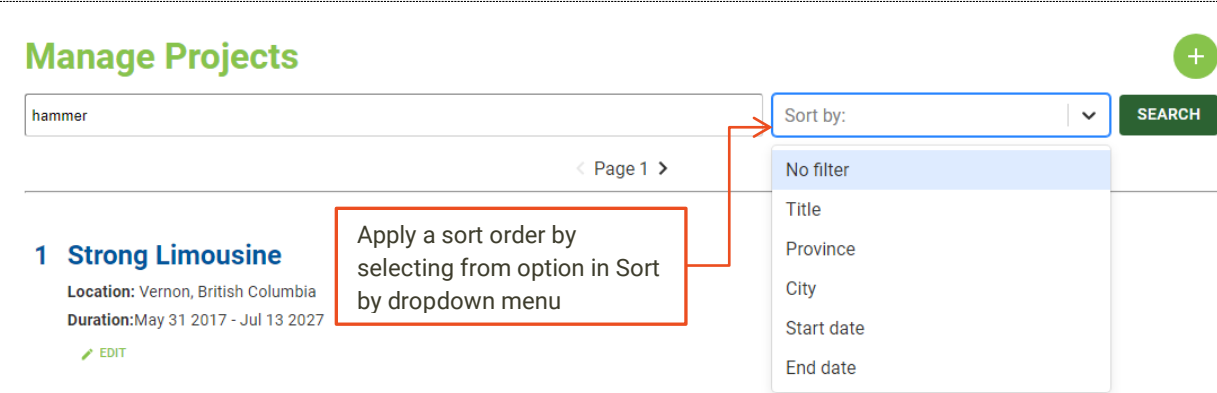 Manage Projects
+
hammer
Sort by:
SEARCH
Page 1
No filter
Title
Province
City
Start date
End date
Apply a sort order by
selecting from option in Sort
by dropdown menu
1 Strong Limousine
Location: Vernon, British Columbia
Duration:May 31 2017 - Jul 13 2027
EDIT